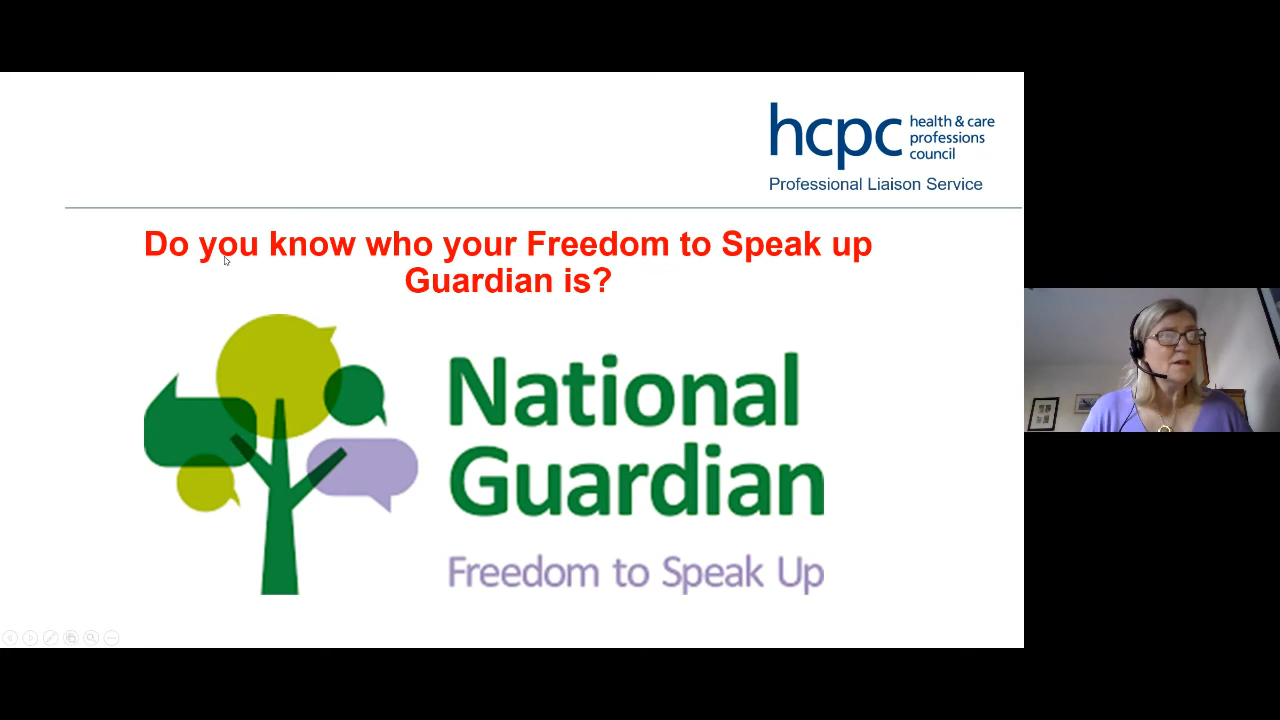 hcpc health & care
professions
council
Professional Liaison Service
Do you know who your Freedom to Speak up
Guardian is?
National
Guardian
Freedom to Speak Up